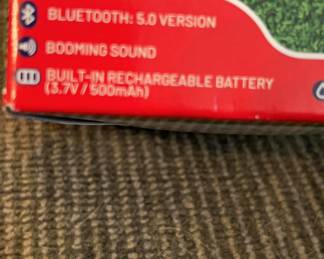 BLUETOOTH: 5.0 VERSION
BOOMING SOUND
BUILT-IN RECHARGEABLE BATTERY
(3.7V / 500mAh)